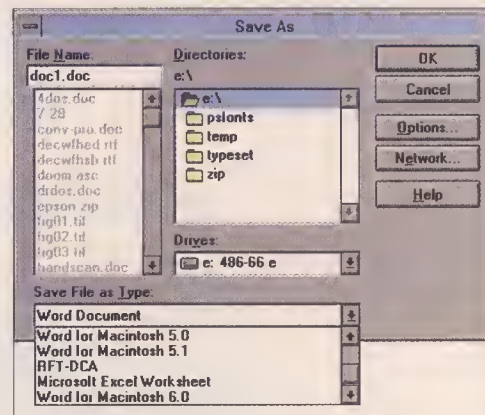 Save As
File Name:
doc1.doc
4dos.doc
7 29
conv-pro.doc
decwfhed rtf
decwfhsb rtf
doom asc
drdos.doc
epson zip
fig01.tif
fig02.tif
fig03 tif
handscan.doc
Directories:
e:\
e:\
psfonts
temp
typeset
zip
Drives:
e: 486-66 e
Save File as Type:
Word Document
Word for Macintosh 5.0
Word for Macintosh 5.1
RFT-DCA
Microsoft Excel Worksheet
Word for Macintosh 6.0
OK
Cancel
Options...
Network...
Help